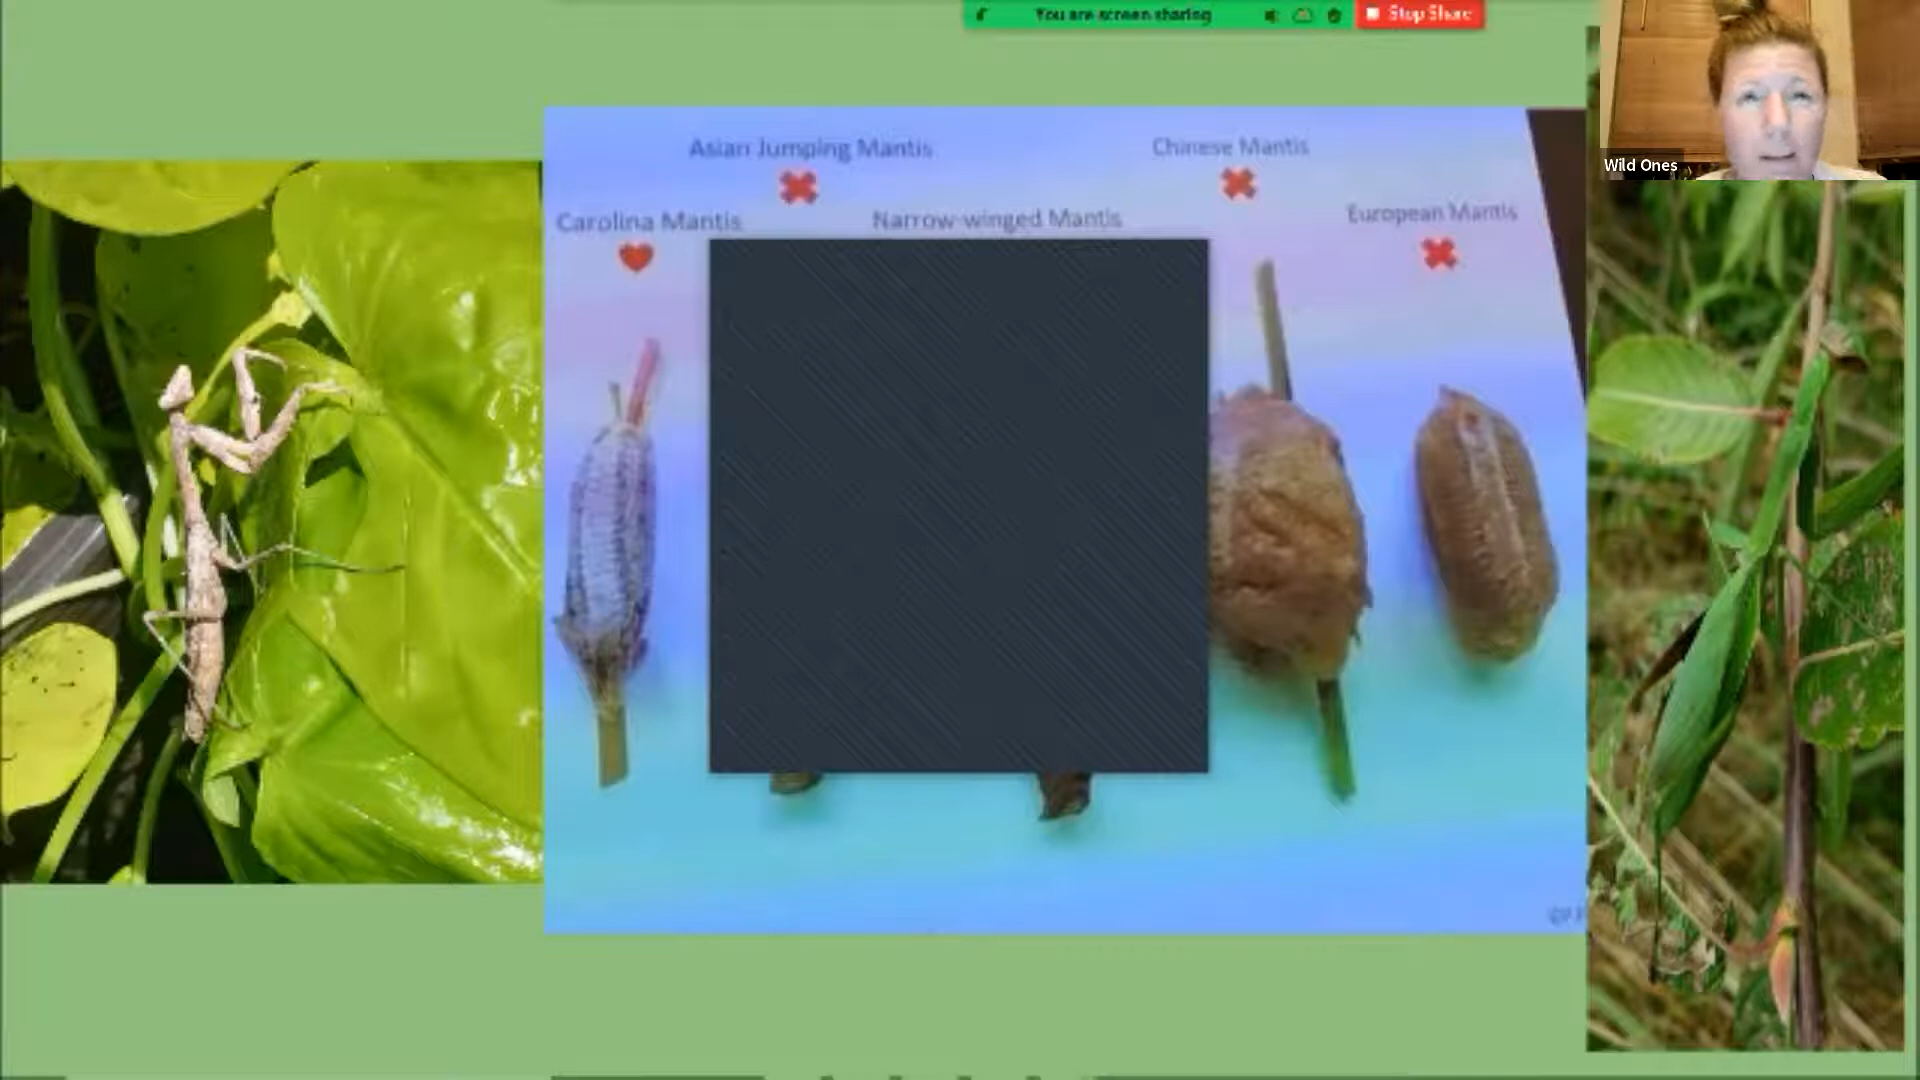 You are screen sharing
Stop Share
Wild Ones
Asian Jumping Mantis
Chinese Mantis
Carolina Mantis
Narrow-winged Mantis
European Mantis